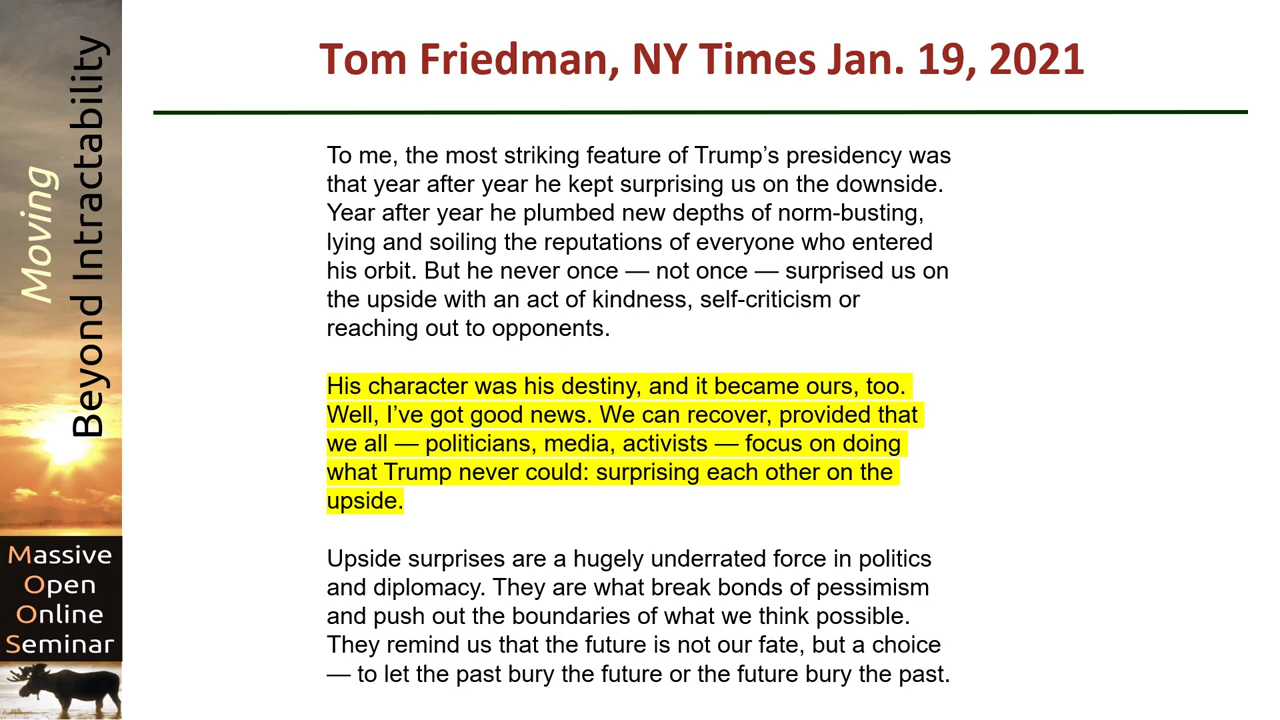 Moving
Beyond Intractability
Massive
Open
Online
Seminar
Tom Friedman, NY Times Jan. 19, 2021
To me, the most striking feature of Trump’s presidency was
that year after year he kept surprising us on the downside.
Year after year he plumbed new depths of norm-busting,
lying and soiling the reputations of everyone who entered
his orbit. But he never once — not once — surprised us on
the upside with an act of kindness, self-criticism or
reaching out to opponents.
His character was his destiny, and it became ours, too.
Well, I’ve got good news. We can recover, provided that
we all — politicians, media, activists — focus on doing
what Trump never could: surprising each other on the
upside.
Upside surprises are a hugely underrated force in politics
and diplomacy. They are what break bonds of pessimism
and push out the boundaries of what we think possible.
They remind us that the future is not our fate, but a choice
— to let the past bury the future or the future bury the past.